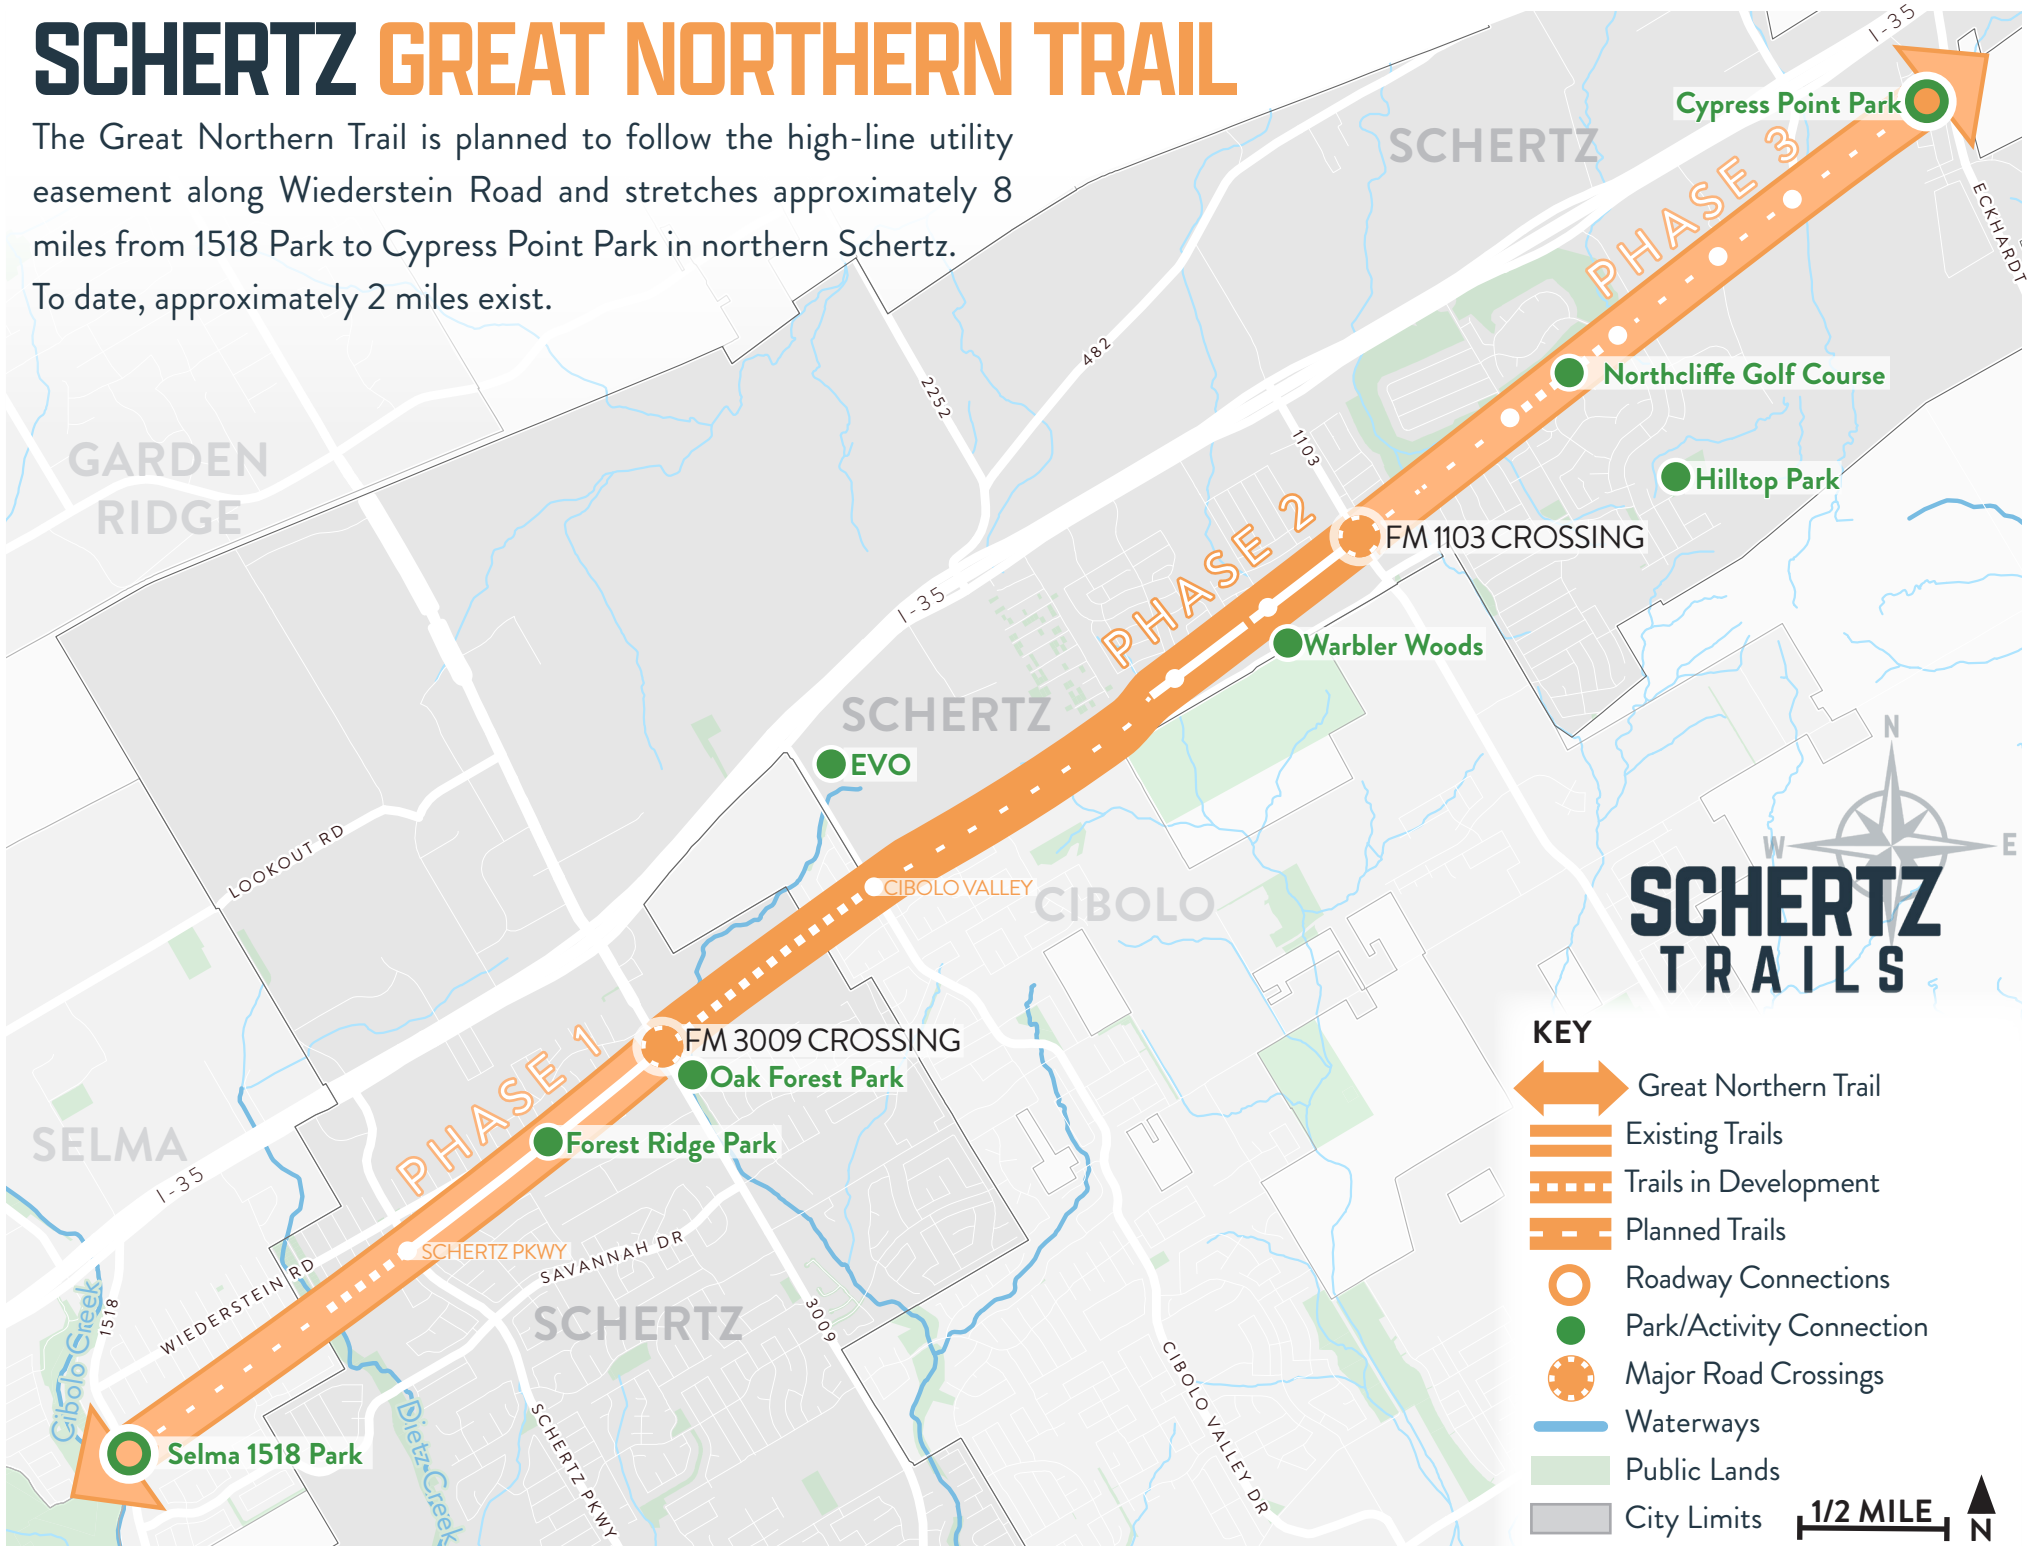 SCHERTZ GREAT NORTHERN TRAIL
The Great Northern Trail is planned to follow the high-line utility
easement along Wiederstein Road and stretches approximately 8
miles from 1518 Park to Cypress Point Park in northern Schertz.
To date, approximately 2 miles exist.
I-35
Cypress Point Park
SCHERTZ
PHASE 3
ECKHARDT
482
2252
Northcliffe Golf Course
1103
GARDEN
RIDGE
Hilltop Park
PHASE 2
FM 1103 CROSSING
I-35
Warbler Woods
SCHERTZ
EVO
N
W
E
LOOKOUT RD
CIBOLO VALLEY
CIBOLO
SCHERTZ
TRAILS
PHASE 1
FM 3009 CROSSING
Oak Forest Park
SELMA
Forest Ridge Park
I-35
SCHERTZ PKWY
SAVANNAH DR
WIEDERSTEIN RD
1518
Cibolo Creek
SCHERTZ
3009
CIBOLO VALLEY DR
Selma 1518 Park
Dietz Creek
SCHERTZ PKWY
KEY
Great Northern Trail
Existing Trails
Trails in Development
Planned Trails
Roadway Connections
Park/Activity Connection
Major Road Crossings
Waterways
Public Lands
City Limits
1/2 MILE
N